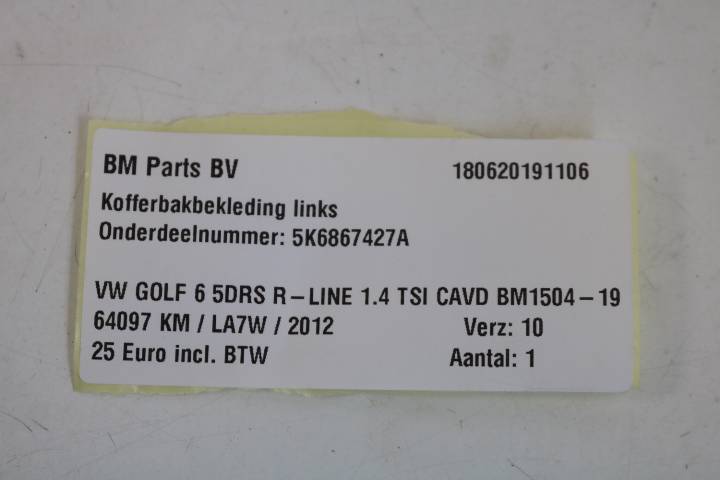 BM Parts BV 180620191106
Kofferbakbekleding links
Onderdeelnummer: 5K6867427A
VW GOLF 6 5DRS R-LINE 1.4 TSI CAVD BM1504-19
64097 KM / LA7W / 2012 Verz: 10
25 Euro incl. BTW Aantal: 1